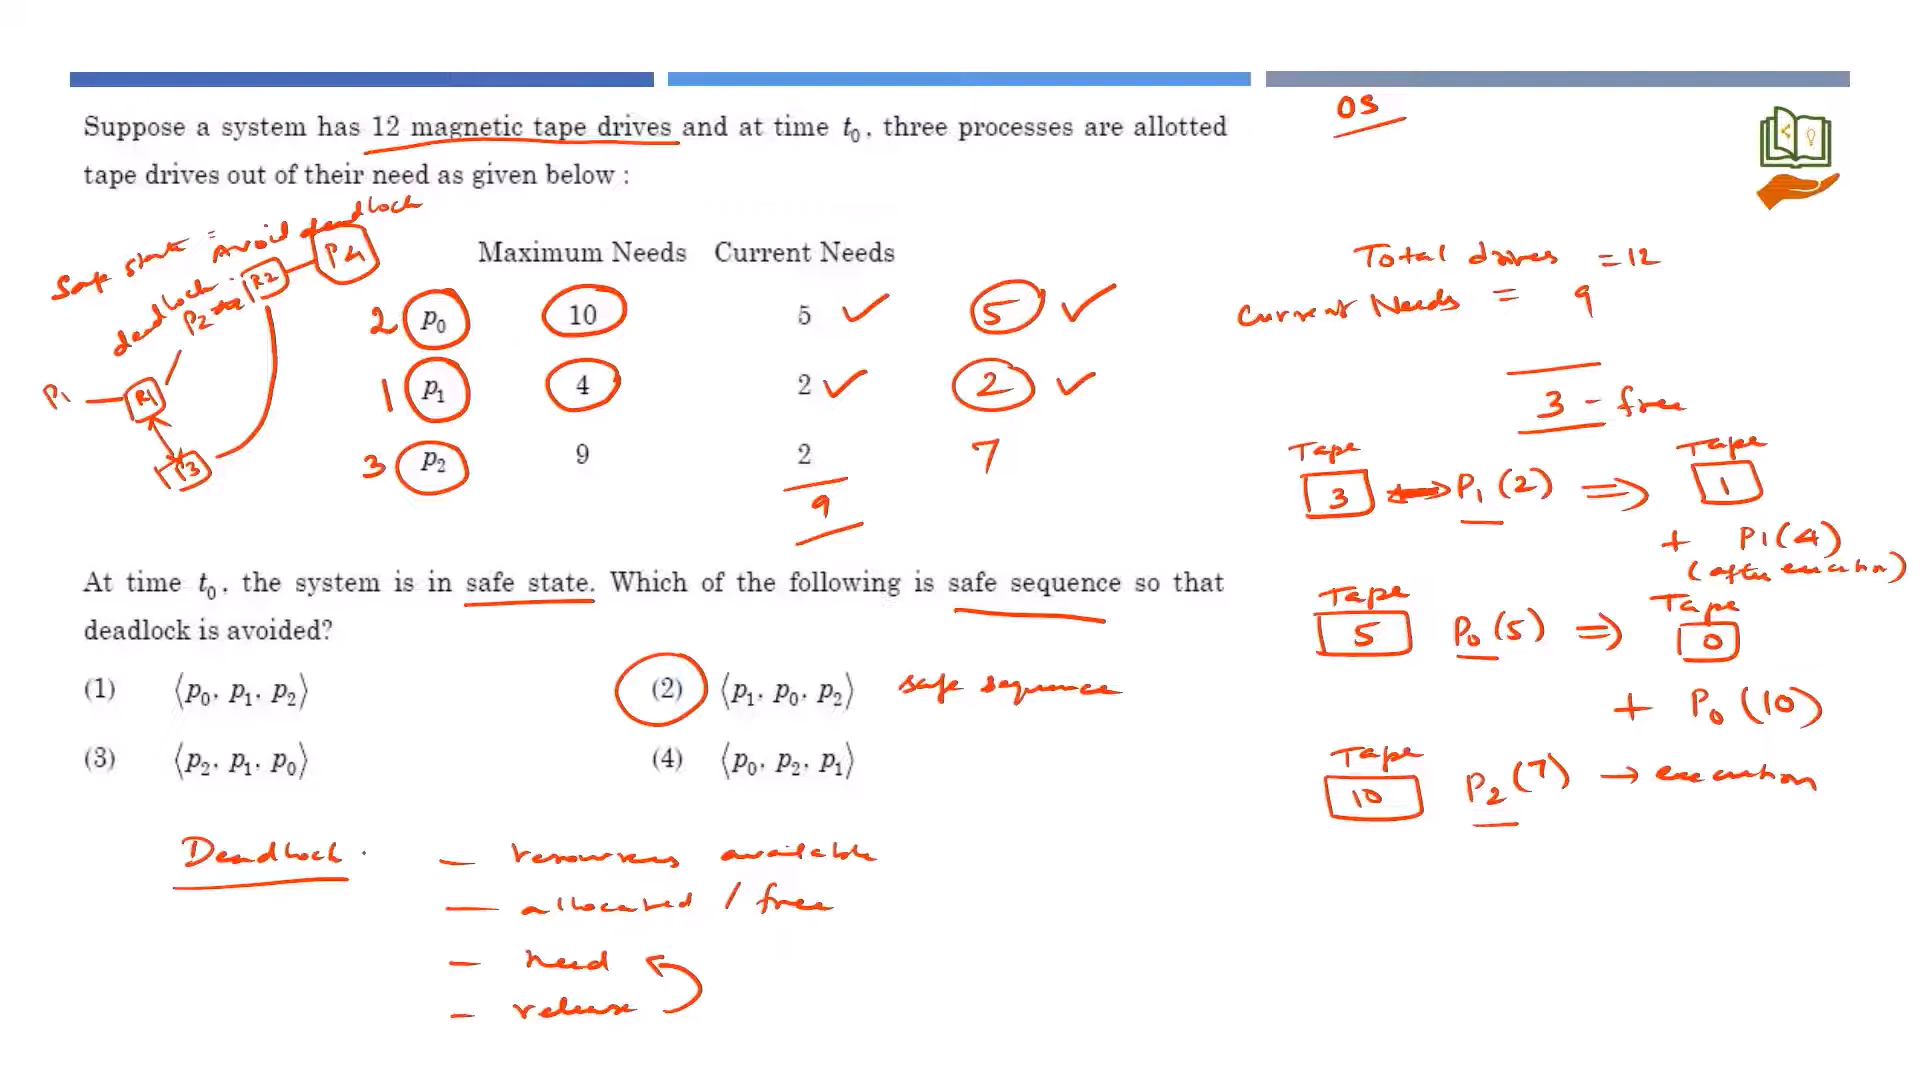 OS
Suppose a system has 12 magnetic tape drives and at time t₀, three processes are allotted
tape drives out of their need as given below :
Safe state = Avoid deadlock
deadlock
P2
R2
P4
P1
R1
P3
Maximum Needs Current Needs
2 p₀ 10 5 5
1 p₁ 4 2 2
3 p₂ 9 2 7
9
At time t₀, the system is in safe state. Which of the following is safe sequence so that
deadlock is avoided?
(1) ⟨p₀, p₁, p₂⟩ (2) ⟨p₁, p₀, p₂⟩ safe sequence
(3) ⟨p₂, p₁, p₀⟩ (4) ⟨p₀, p₂, p₁⟩
Deadlock
— resources available
— allocated / free
— need
— release
Total drives = 12
Current Needs = 9
3 - free
Tape Tape
3 P₁ (2) ⇒ 1
+ P1(4)
(after execution)
Tape Tape
5 P₀ (5) ⇒ 0
+ P₀ (10)
Tape
10 P₂ (7) → execution